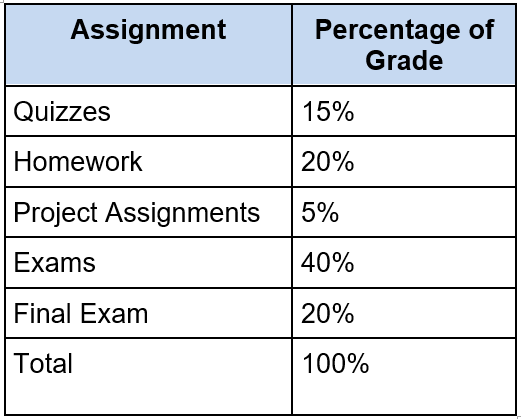 Assignment
Percentage of
Grade
Quizzes 15%
Homework 20%
Project Assignments 5%
Exams 40%
Final Exam 20%
Total 100%